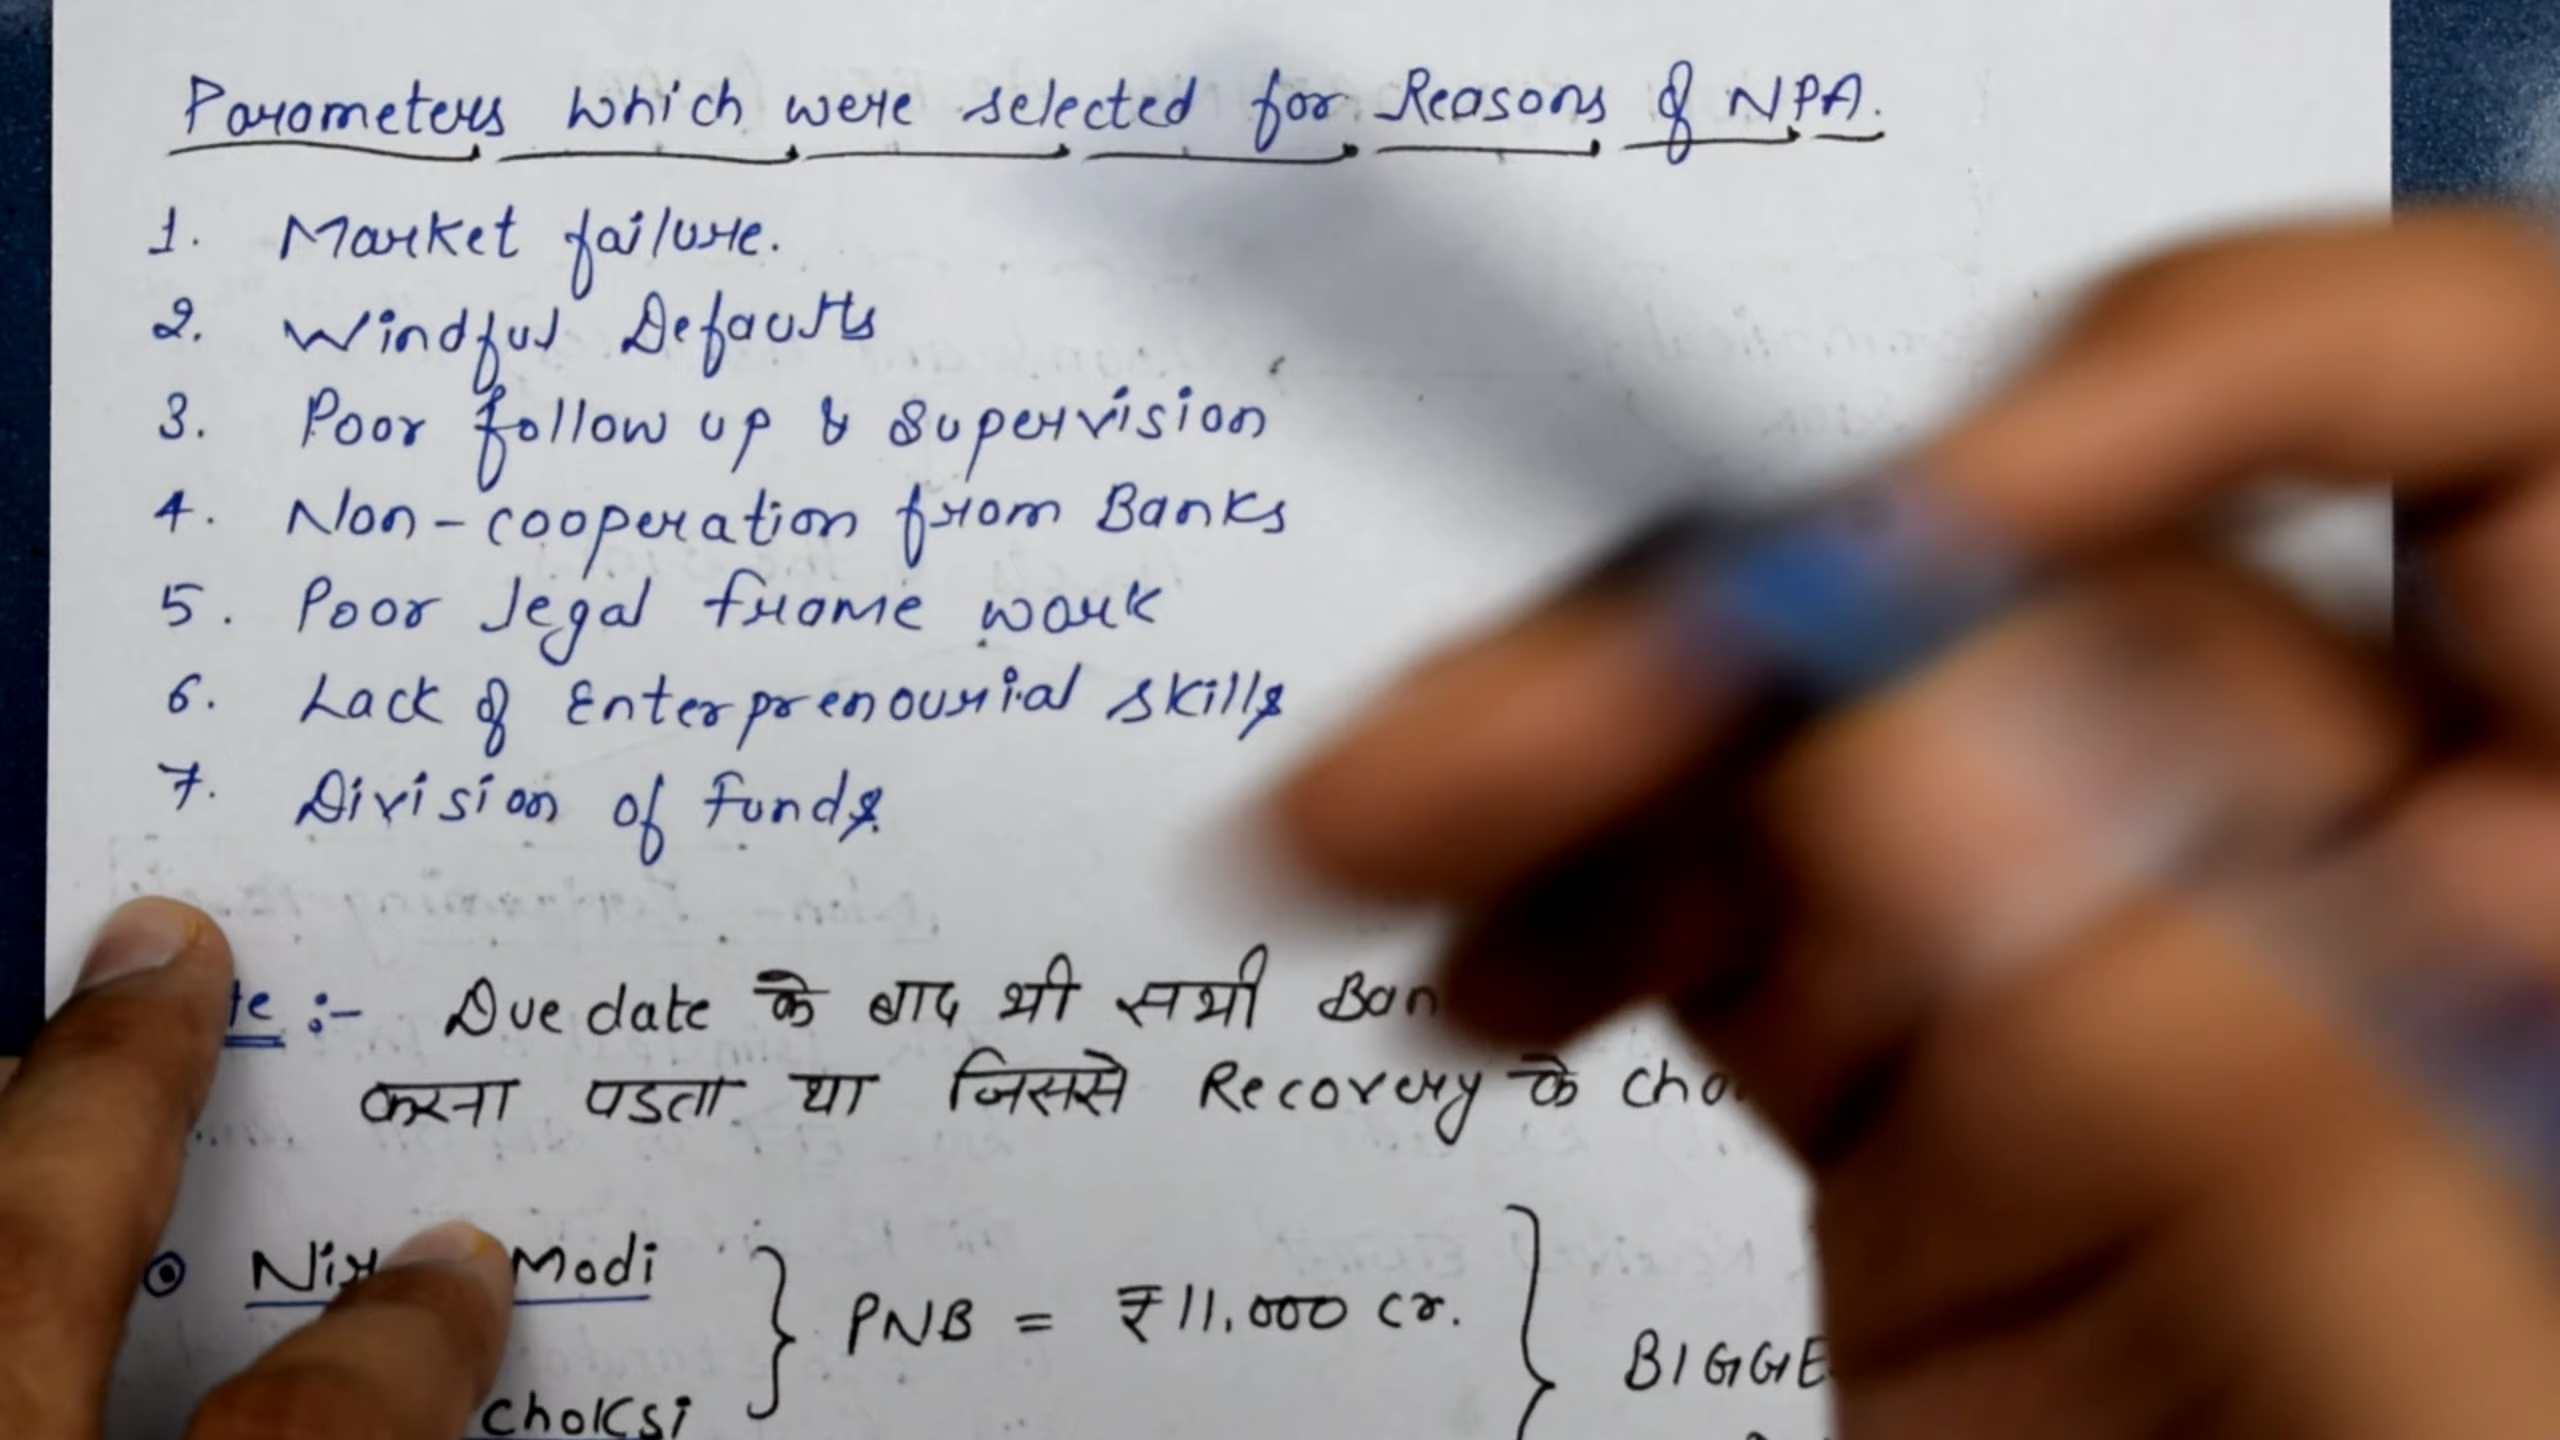 Parameters which were selected for Reasons of NPA.
1. Market failure.
2. Windful Defaults
3. Poor follow up & Supervision
4. Non-cooperation from Banks
5. Poor legal frame work
6. Lack of Enterprenourial skills
7. Division of Funds.
:- Due date के बाद भी सभी
करना पडता था जिससे Recovery के
Modi
PNB = ₹11,000 cr.
choksi